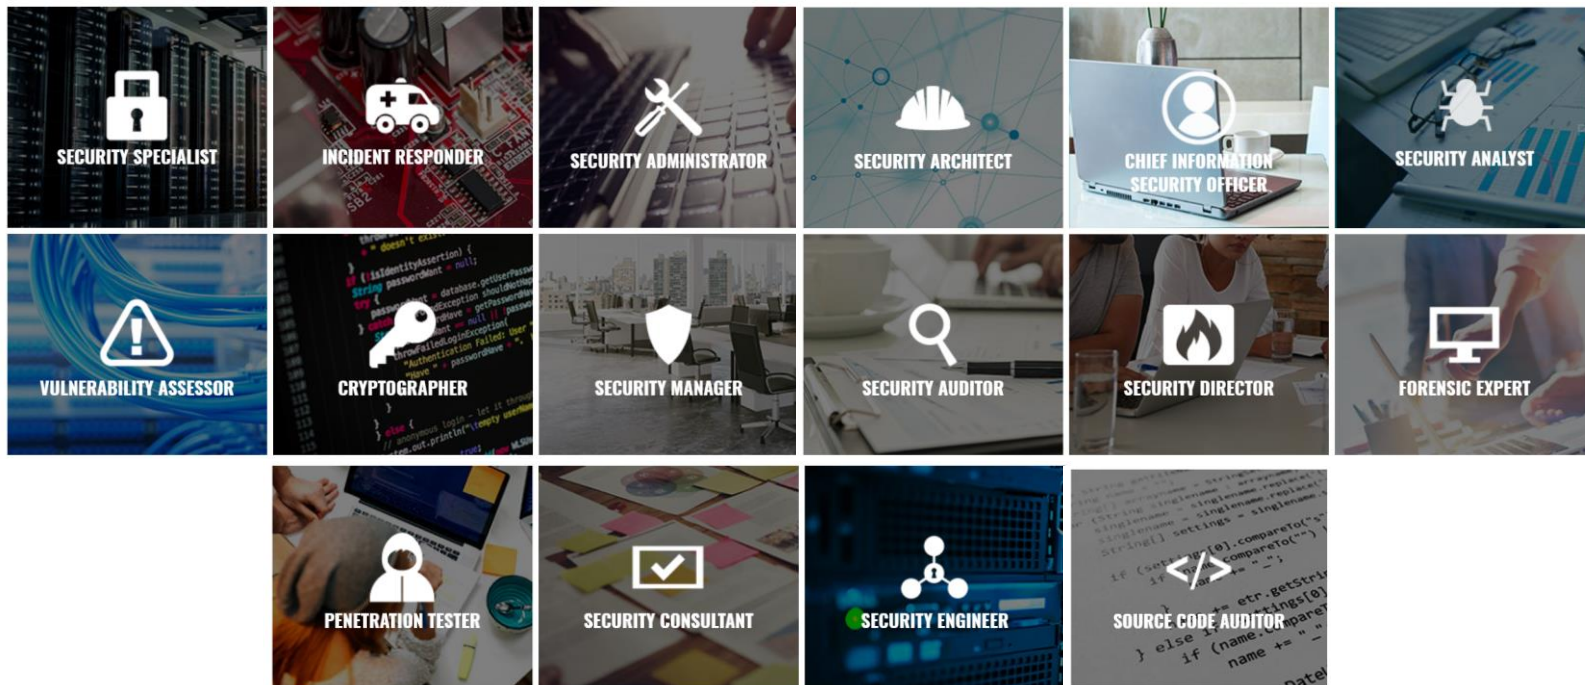 SECURITY SPECIALIST
INCIDENT RESPONDER
SECURITY ADMINISTRATOR
SECURITY ARCHITECT
CHIEF INFORMATION
SECURITY OFFICER
SECURITY ANALYST
VULNERABILITY ASSESSOR
CRYPTOGRAPHER
SECURITY MANAGER
SECURITY AUDITOR
SECURITY DIRECTOR
FORENSIC EXPERT
PENETRATION TESTER
SECURITY CONSULTANT
SECURITY ENGINEER
</>
SOURCE CODE AUDITOR